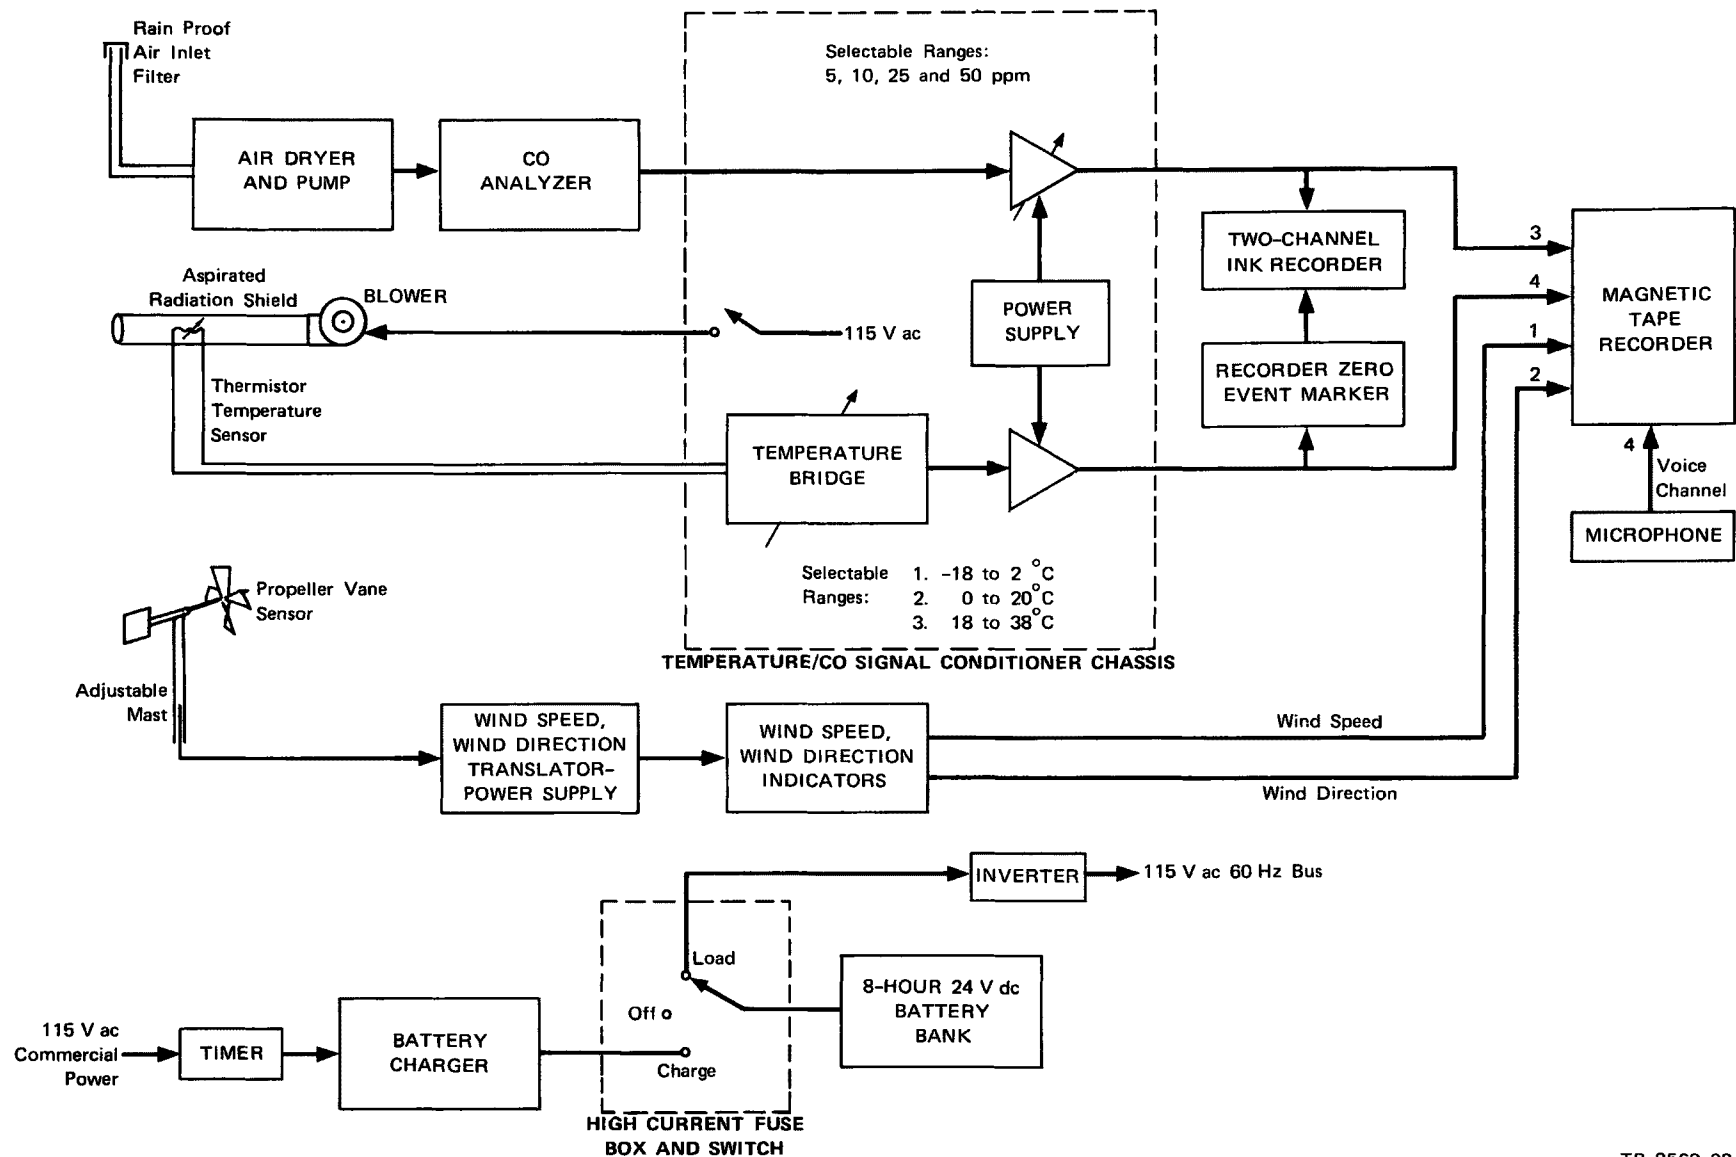 Rain Proof
Air Inlet
Filter
Selectable Ranges:
5, 10, 25 and 50 ppm
AIR DRYER
AND PUMP
CO
ANALYZER
TWO-CHANNEL
INK RECORDER
3
4
1
2
MAGNETIC
TAPE
RECORDER
Aspirated
Radiation Shield
BLOWER
115 V ac
POWER
SUPPLY
RECORDER ZERO
EVENT MARKER
Thermistor
Temperature
Sensor
TEMPERATURE
BRIDGE
4
Voice
Channel
MICROPHONE
Selectable
Ranges:
1. -18 to 2 °C
2. 0 to 20°C
3. 18 to 38°C
TEMPERATURE/CO SIGNAL CONDITIONER CHASSIS
Propeller Vane
Sensor
Adjustable
Mast
WIND SPEED,
WIND DIRECTION
TRANSLATOR-
POWER SUPPLY
WIND SPEED,
WIND DIRECTION
INDICATORS
Wind Speed
Wind Direction
INVERTER
115 V ac 60 Hz Bus
Load
Off
Charge
8-HOUR 24 V dc
BATTERY
BANK
115 V ac
Commercial
Power
TIMER
BATTERY
CHARGER
HIGH CURRENT FUSE
BOX AND SWITCH